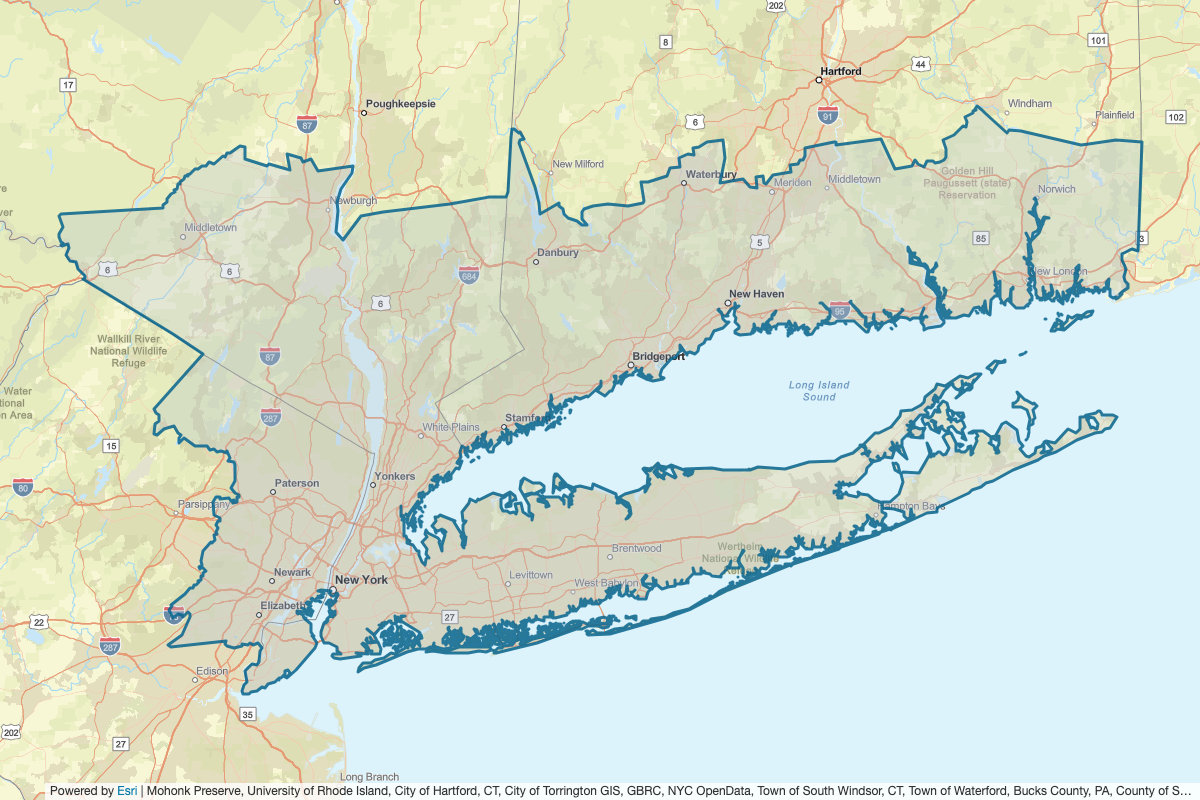 202
8
101
17
Hartford
44
Poughkeepsie
Windham
87
6
91
Plainfield
102
New Milford
Waterbury
Meriden
Middletown
Golden Hill
Paugussett (state)
Reservation
Norwich
Newburgh
Middletown
5
85
Danbury
6
6
684
6
New London
New Haven
95
Wallkill River
National Wildlife
Refuge
87
Bridgeport
Water
Long Island
Sound
287
Stamford
White Plains
15
80
Paterson
Yonkers
Parsippany
Hampton Bays
Brentwood
Wertheim
National Wildlife
Refuge
Newark
New York
Levittown
West Babylon
Elizabeth
22
27
287
Edison
35
202
27
Long Branch
Powered by Esri | Mohonk Preserve, University of Rhode Island, City of Hartford, CT, City of Torrington GIS, GBRC, NYC OpenData, Town of South Windsor, CT, Town of Waterford, Bucks County, PA, County of S...